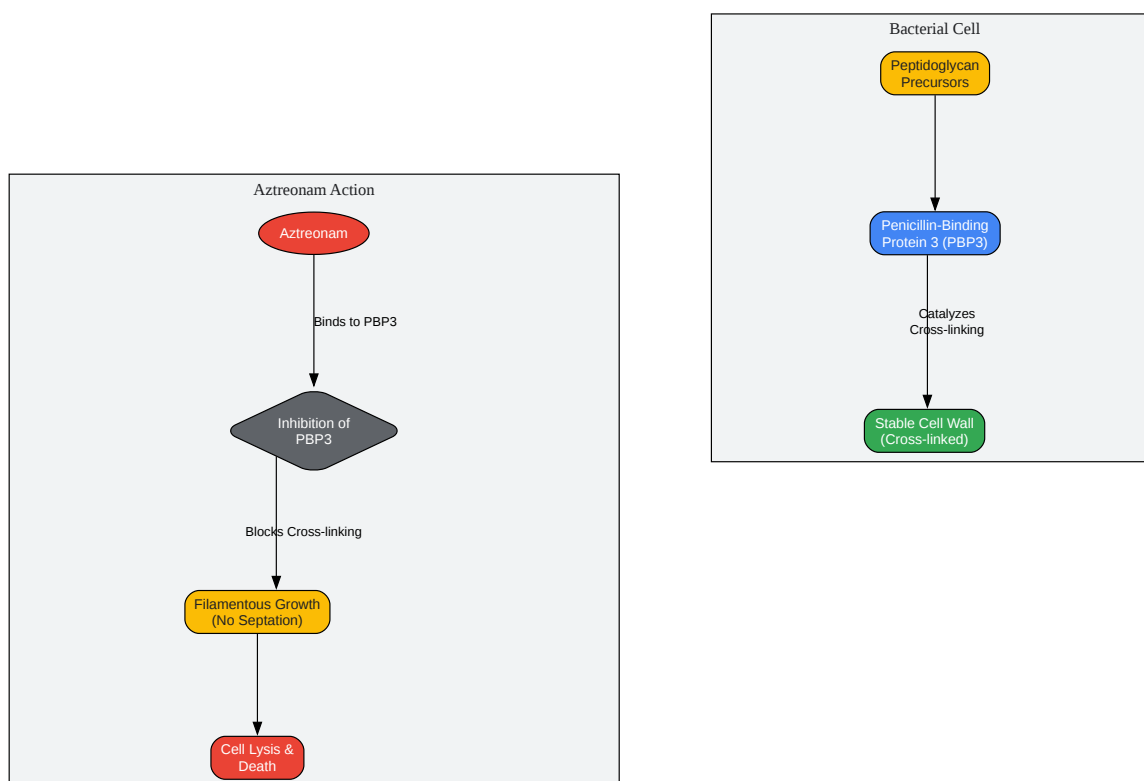 Bacterial Cell
Peptidoglycan
Precursors
Penicillin-Binding
Protein 3 (PBP3)
Catalyzes
Cross-linking
Stable Cell Wall
(Cross-linked)
Aztreonam Action
Aztreonam
Binds to PBP3
Inhibition of
PBP3
Blocks Cross-linking
Filamentous Growth
(No Septation)
Cell Lysis &
Death